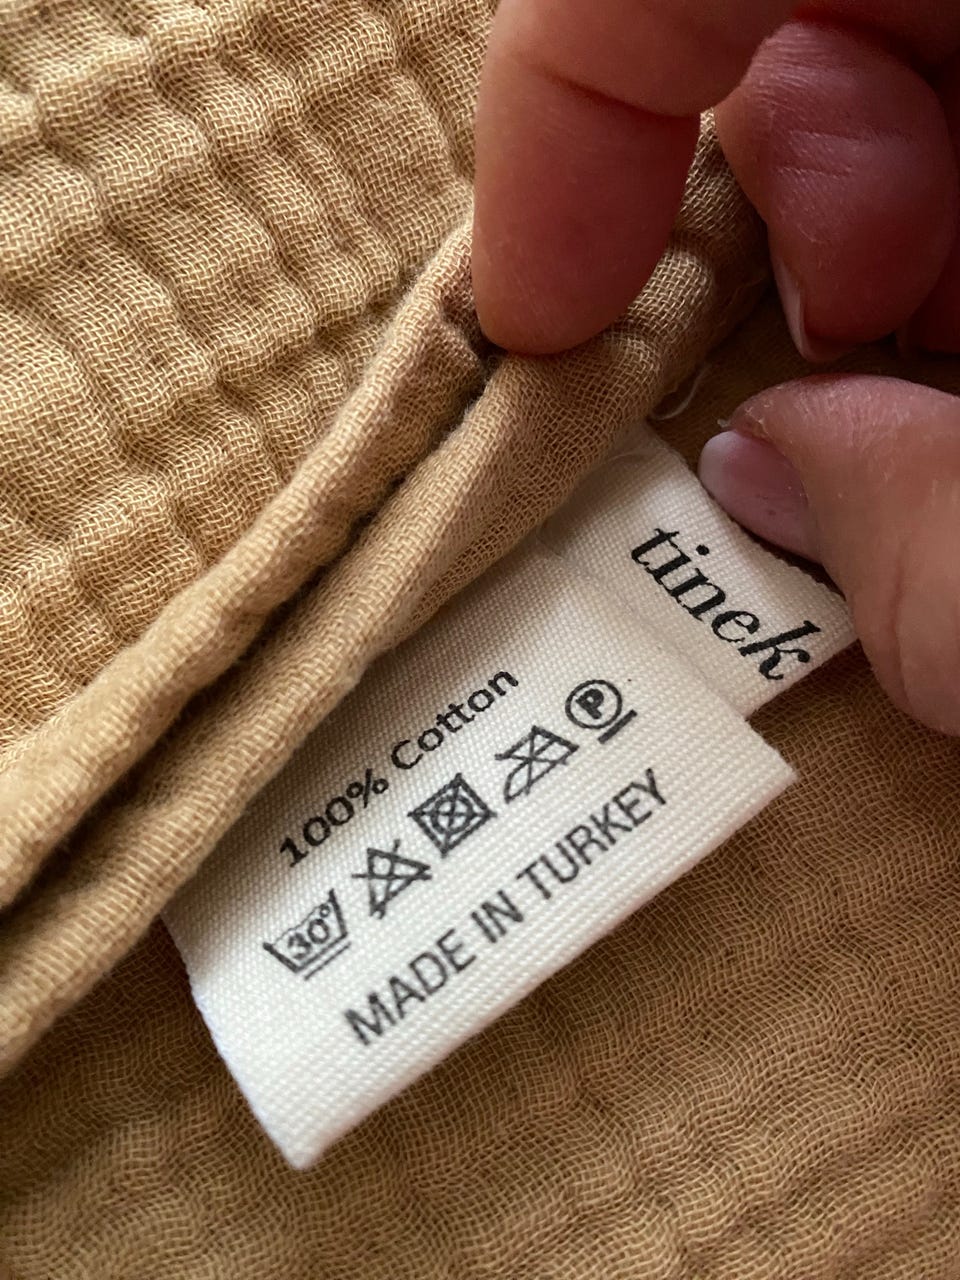 tinek
100% Cotton
30°
P
MADE IN TURKEY